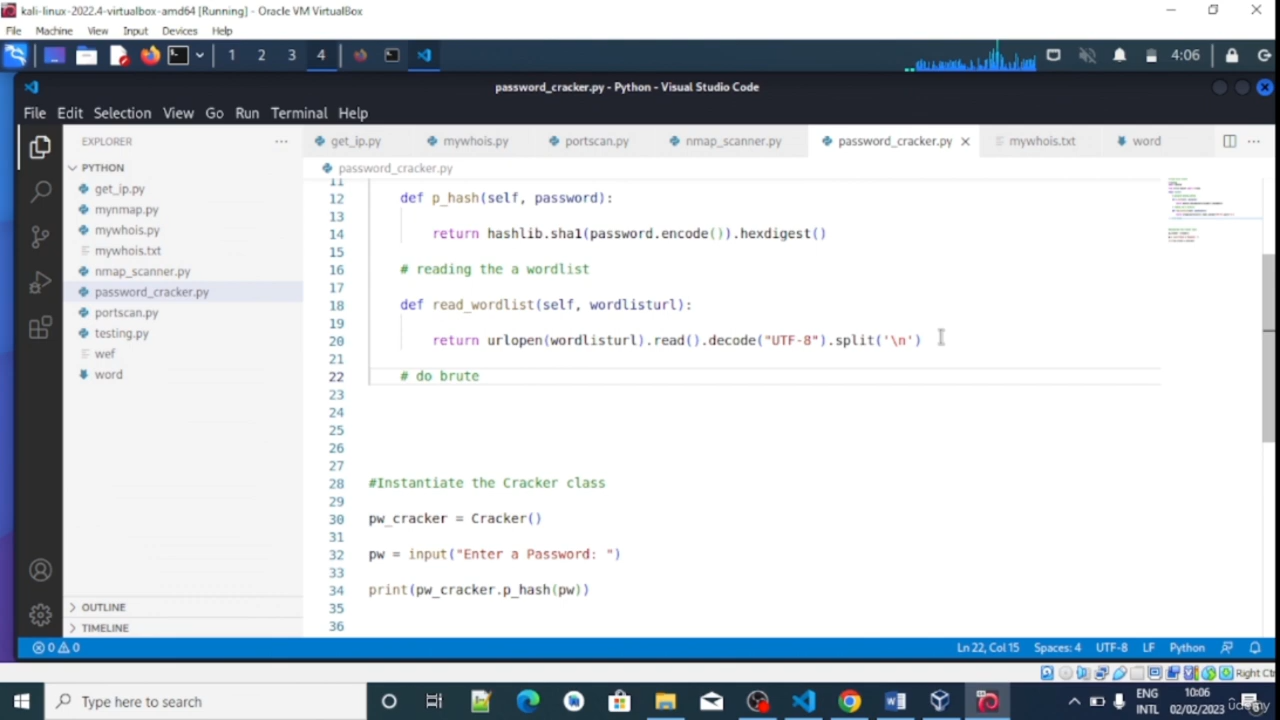 kali-linux-2022.4-virtualbox-amd64 [Running] - Oracle VM VirtualBox
File Machine View Input Devices Help
1 2 3 4 4:06
password_cracker.py - Python - Visual Studio Code
File Edit Selection View Go Run Terminal Help
EXPLORER
get_ip.py mywhois.py portscan.py nmap_scanner.py password_cracker.py mywhois.txt word
PYTHON
password_cracker.py
get_ip.py
mynmap.py
mywhois.py
mywhois.txt
nmap_scanner.py
password_cracker.py
portscan.py
testing.py
wef
word
OUTLINE
TIMELINE
11
12 def p_hash(self, password):
13
14 return hashlib.sha1(password.encode()).hexdigest()
15
16 # reading the a wordlist
17
18 def read_wordlist(self, wordlisturl):
19
20 return urlopen(wordlisturl).read().decode("UTF-8").split('\n')
21
22 # do brute
23
24
25
26
27
28 #Instantiate the Cracker class
29
30 pw_cracker = Cracker()
31
32 pw = input("Enter a Password: ")
33
34 print(pw_cracker.p_hash(pw))
35
36
0 0 Ln 22, Col 15 Spaces: 4 UTF-8 LF Python
Right Ct
Type here to search
ENG
INTL
10:06
02/02/2023
udemy